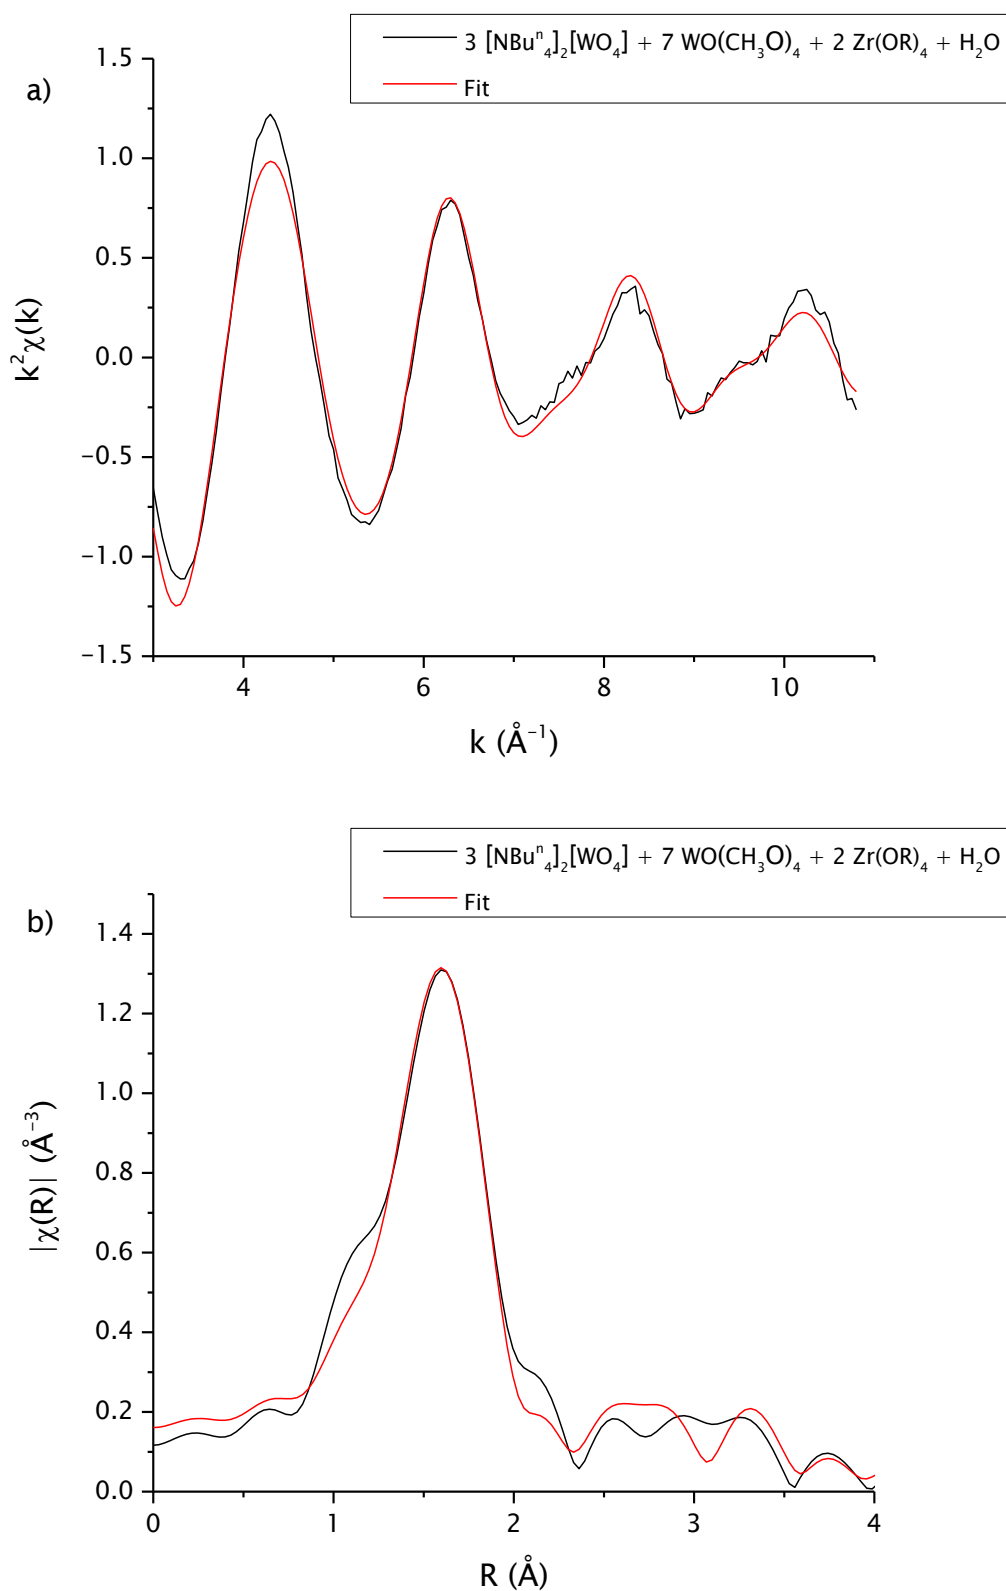 3 [NBuⁿ₄]₂[WO₄] + 7 WO(CH₃O)₄ + 2 Zr(OR)₄ + H₂O
Fit
a)
1.5
1.0
0.5
0.0
−0.5
−1.0
−1.5
k²χ(k)
4 6 8 10
k (Å⁻¹)
3 [NBuⁿ₄]₂[WO₄] + 7 WO(CH₃O)₄ + 2 Zr(OR)₄ + H₂O
Fit
b)
1.4
1.2
1.0
0.8
0.6
0.4
0.2
0.0
|χ(R)| (Å⁻³)
0 1 2 3 4
R (Å)